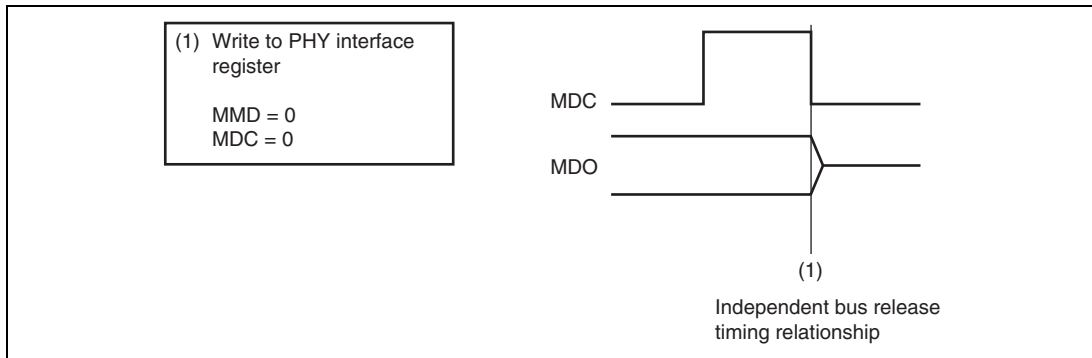 (1) Write to PHY interface
register
MMD = 0
MDC = 0
MDC
MDO
(1)
Independent bus release
timing relationship